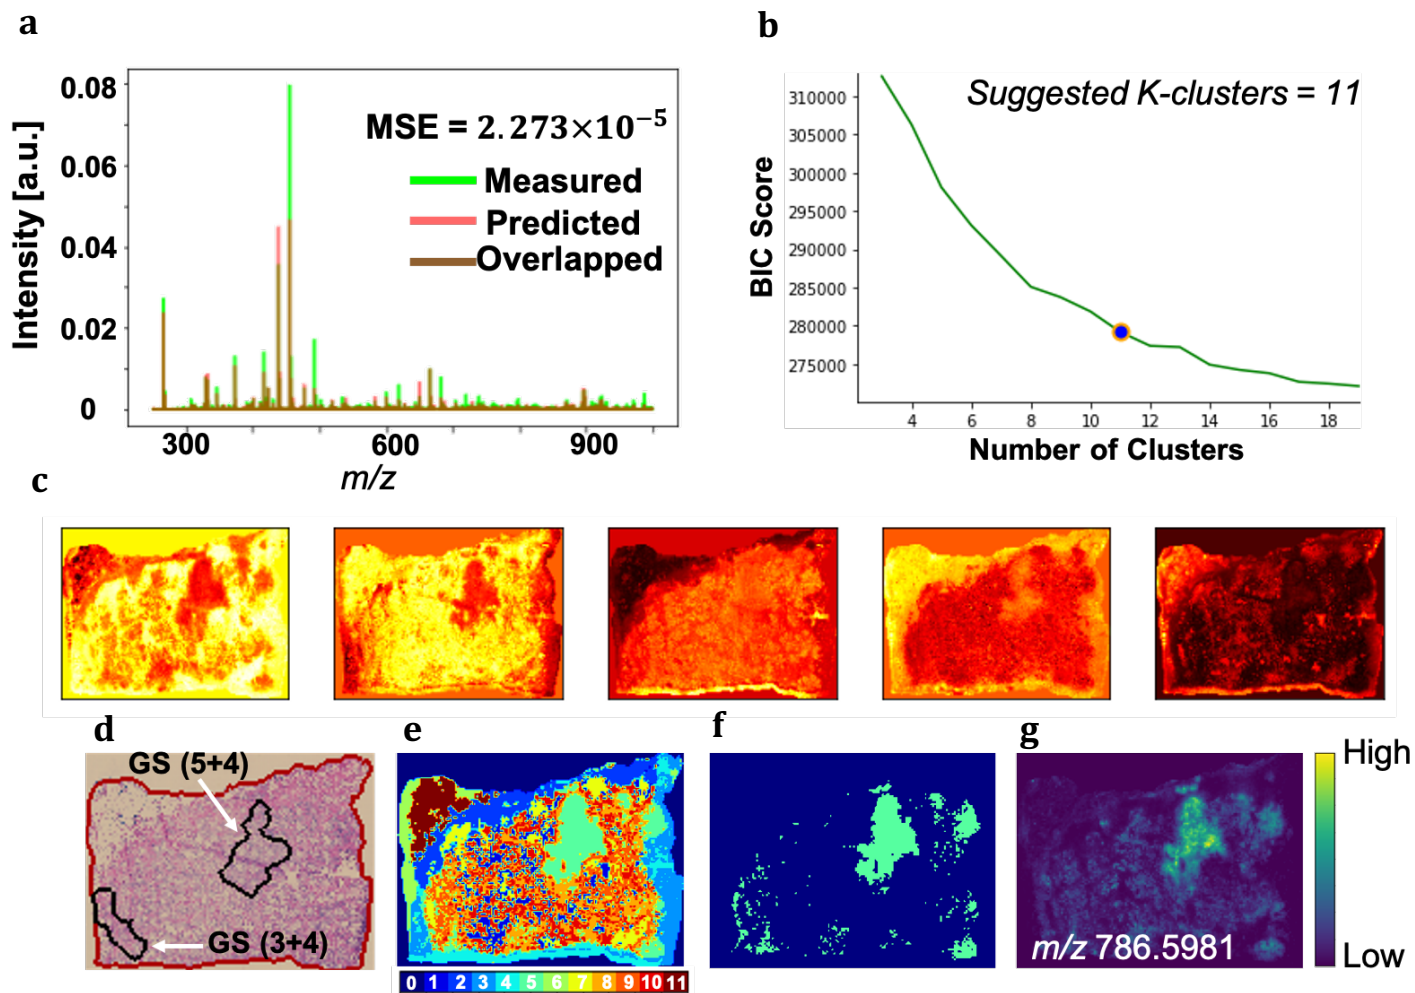 a
0.08
0.06
0.04
0.02
0
Intensity [a.u.]
MSE = 2.273×10⁻⁵
Measured
Predicted
Overlapped
300 600 900
m/z
b
Suggested K-clusters = 11
310000
305000
300000
295000
290000
285000
280000
275000
BIC Score
4 6 8 10 12 14 16 18
Number of Clusters
c
d
GS (5+4)
GS (3+4)
e
0 1 2 3 4 5 6 7 8 9 10 11
f
g
m/z 786.5981
High
Low